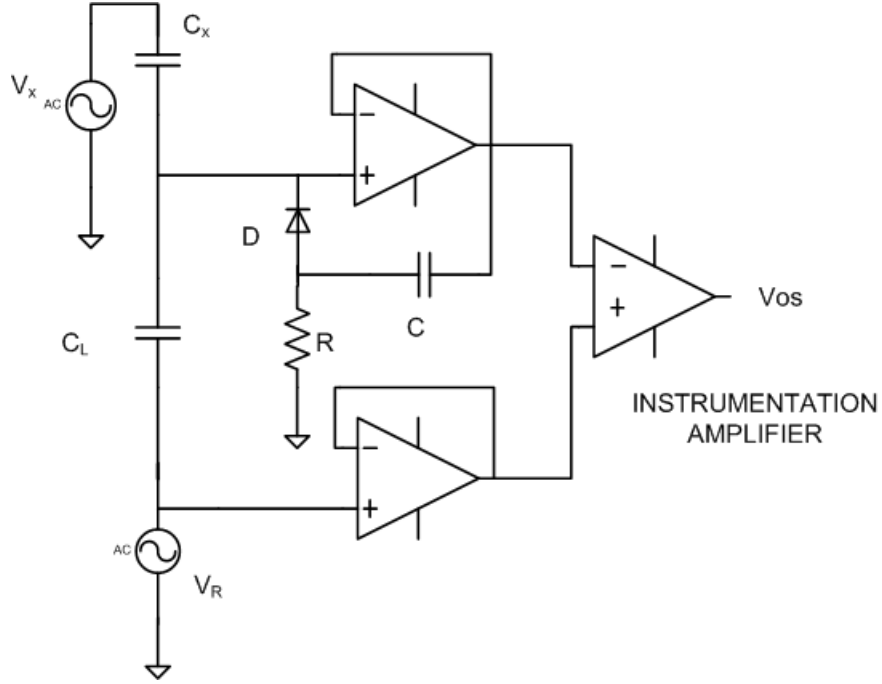 Cx
Vx
AC
−
+
D
C
R
CL
−
+
Vos
INSTRUMENTATION
AMPLIFIER
−
+
AC
VR